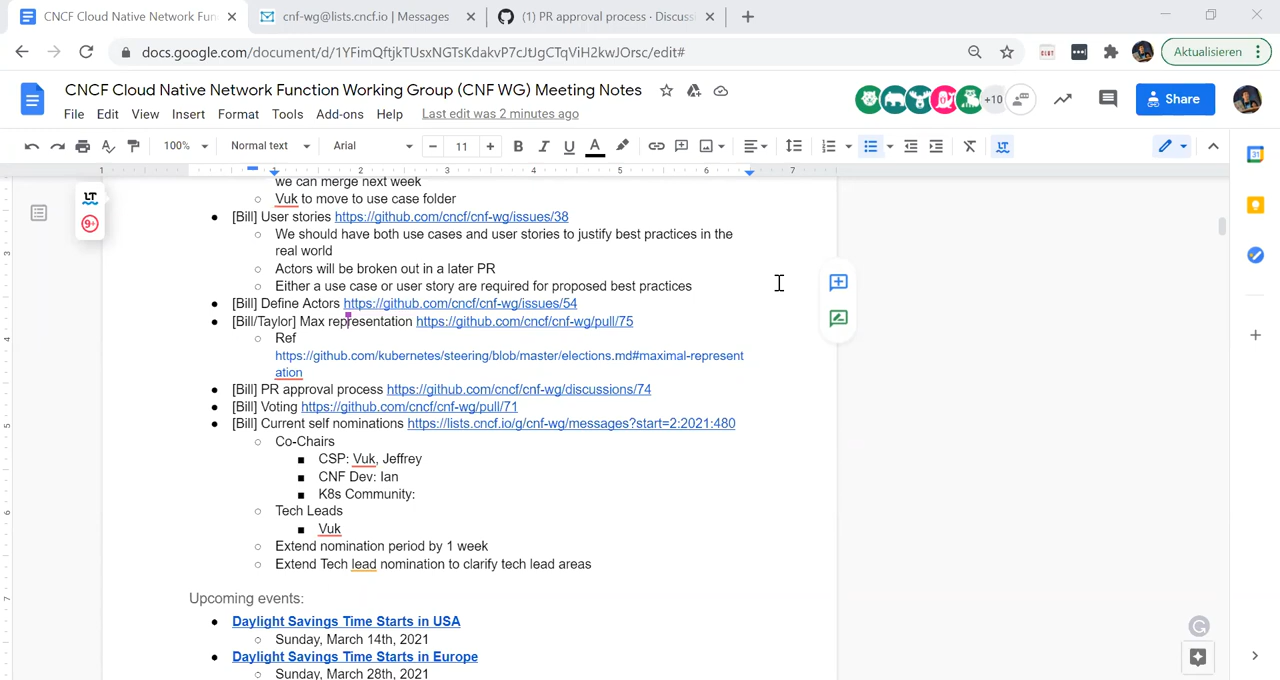 CNCF Cloud Native Network Fun
cnf-wg@lists.cncf.io | Messages
(1) PR approval process · Discuss
docs.google.com/document/d/1YFimQftjkTUsxNGTsKdakvP7cJtJgCTqViH2kwJOrsc/edit#
Aktualisieren
CNCF Cloud Native Network Function Working Group (CNF WG) Meeting Notes
+10
Share
File Edit View Insert Format Tools Add-ons Help Last edit was 2 minutes ago
100% Normal text Arial 11
1 1 2 3 4 5 6 7
we can merge next week
Vuk to move to use case folder
[Bill] User stories https://github.com/cncf/cnf-wg/issues/38
We should have both use cases and user stories to justify best practices in the
real world
Actors will be broken out in a later PR
Either a use case or user story are required for proposed best practices
[Bill] Define Actors https://github.com/cncf/cnf-wg/issues/54
[Bill/Taylor] Max representation https://github.com/cncf/cnf-wg/pull/75
Ref
https://github.com/kubernetes/steering/blob/master/elections.md#maximal-represent
ation
[Bill] PR approval process https://github.com/cncf/cnf-wg/discussions/74
[Bill] Voting https://github.com/cncf/cnf-wg/pull/71
[Bill] Current self nominations https://lists.cncf.io/g/cnf-wg/messages?start=2:2021:480
Co-Chairs
CSP: Vuk, Jeffrey
CNF Dev: Ian
K8s Community:
Tech Leads
Vuk
Extend nomination period by 1 week
Extend Tech lead nomination to clarify tech lead areas
Upcoming events:
Daylight Savings Time Starts in USA
Sunday, March 14th, 2021
Daylight Savings Time Starts in Europe
Sunday, March 28th, 2021